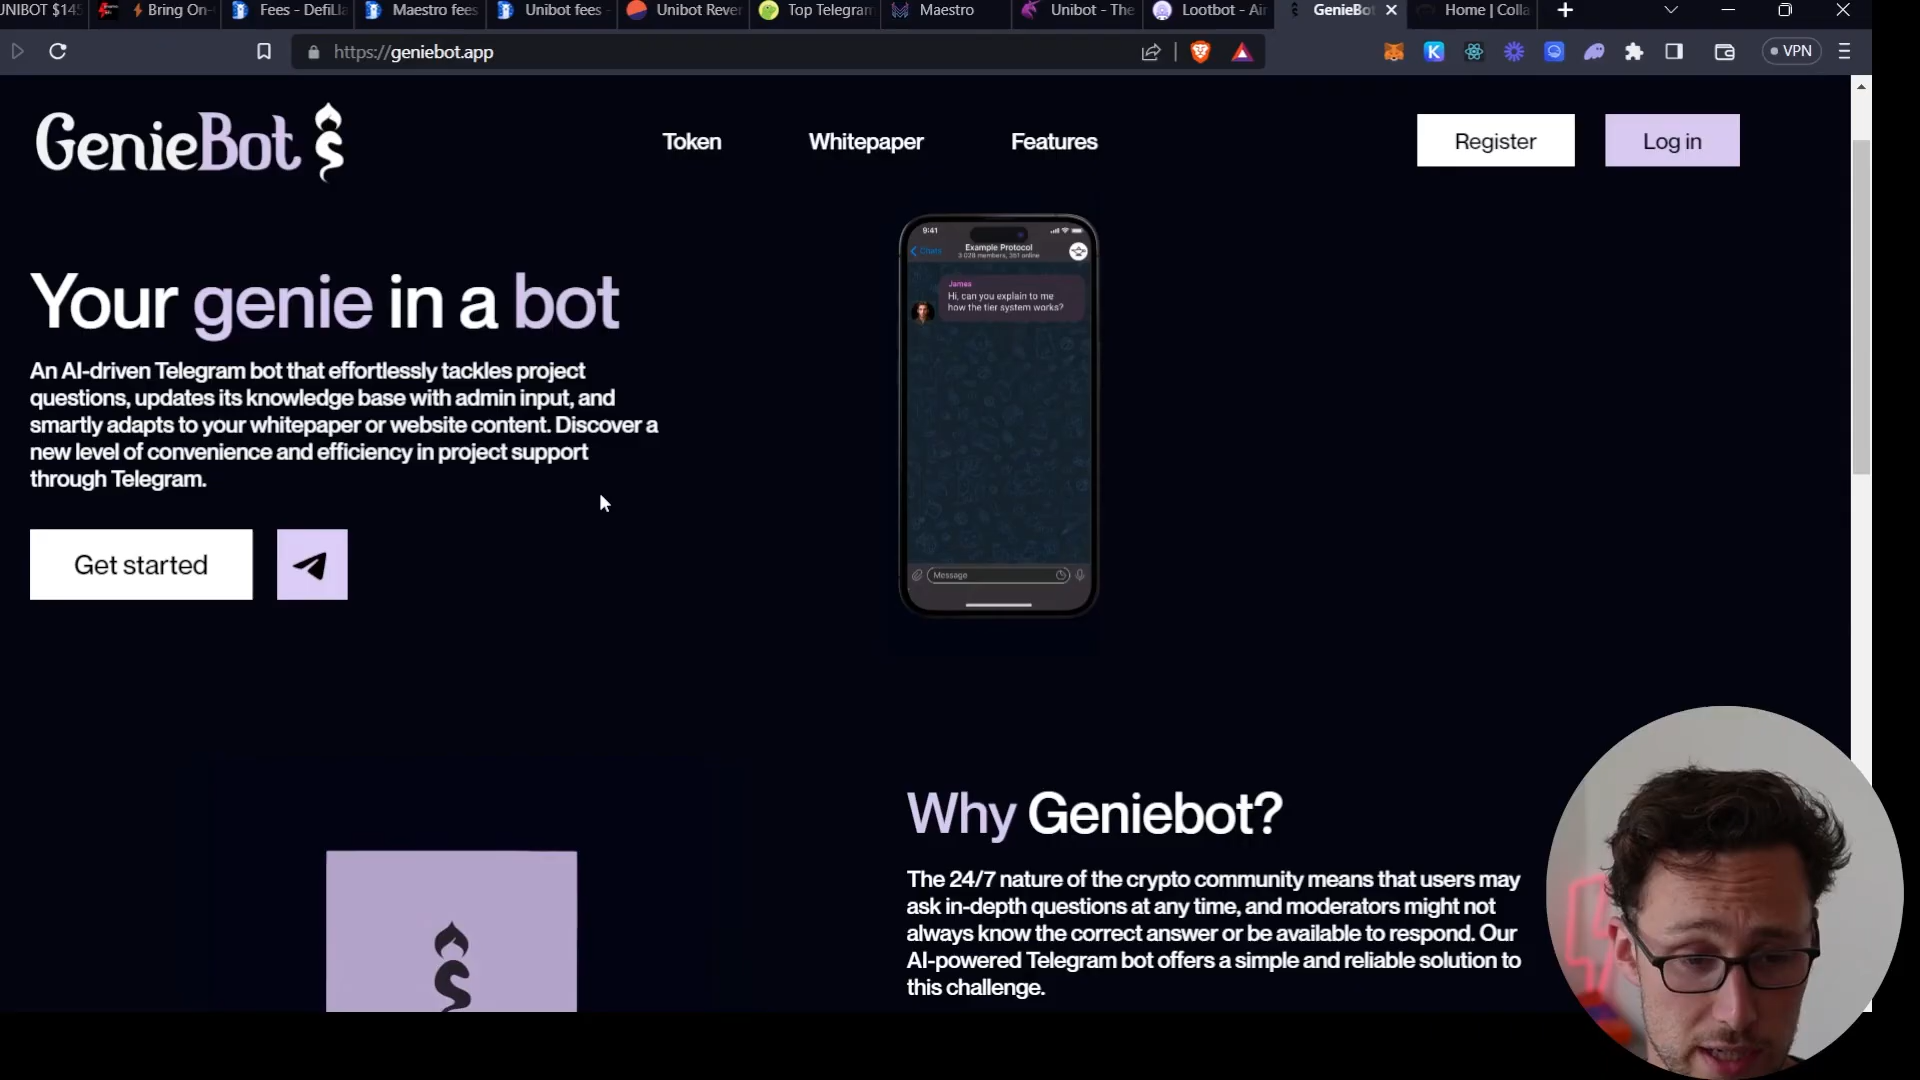 UNIBOT $145
Bring On-
Fees - DefiLla
Maestro fees
Unibot fees -
Unibot Rever
Top Telegram
Maestro
Unibot - The
Lootbot - Air
GenieBot
Home | Colla
https://geniebot.app
VPN
GenieBot
Token
Whitepaper
Features
Register
Log in
9:41
Chats
Example Protocol
3 028 members, 351 online
James
Hi, can you explain to me
how the tier system works?
Message
Your genie in a bot
An AI-driven Telegram bot that effortlessly tackles project
questions, updates its knowledge base with admin input, and
smartly adapts to your whitepaper or website content. Discover a
new level of convenience and efficiency in project support
through Telegram.
Get started
Why Geniebot?
The 24/7 nature of the crypto community means that users may
ask in-depth questions at any time, and moderators might not
always know the correct answer or be available to respond. Our
AI-powered Telegram bot offers a simple and reliable solution to
this challenge.